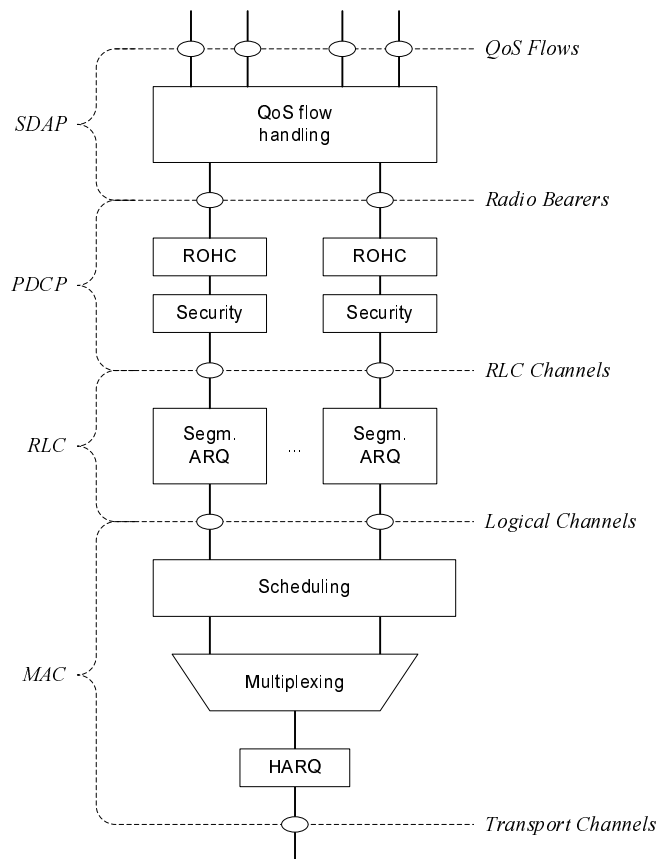 QoS Flows
QoS flow
handling
SDAP
Radio Bearers
ROHC
ROHC
PDCP
Security
Security
RLC Channels
Segm.
ARQ
...
Segm.
ARQ
RLC
Logical Channels
Scheduling
MAC
Multiplexing
HARQ
Transport Channels